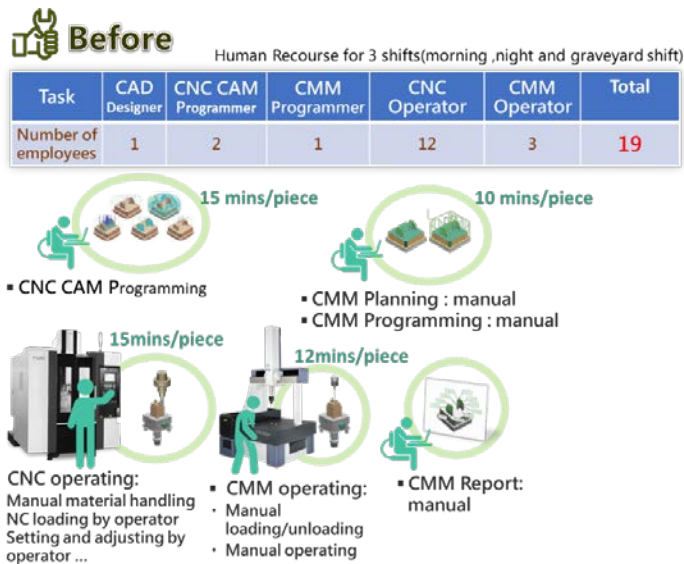 Before
Human Recourse for 3 shifts(morning ,night and graveyard shift)
Task CAD Designer CNC CAM Programmer CMM Programmer CNC Operator CMM Operator Total
Number of employees 1 2 1 12 3 19
15 mins/piece
10 mins/piece
▪ CNC CAM Programming
▪ CMM Planning : manual
▪ CMM Programming : manual
15mins/piece
12mins/piece
CNC operating:
Manual material handling
NC loading by operator
Setting and adjusting by
operator ...
▪ CMM operating:
· Manual
loading/unloading
· Manual operating
▪ CMM Report:
manual